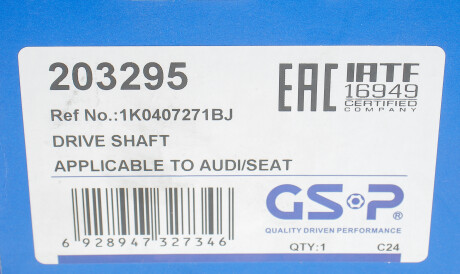 203295
Ref No.:1K0407271BJ
DRIVE SHAFT
APPLICABLE TO AUDI/SEAT
EAC
IATF
16949
CERTIFIED
COMPANY
6 928947 327346
GSP®
QUALITY DRIVEN PERFORMANCE
QTY:1 C24